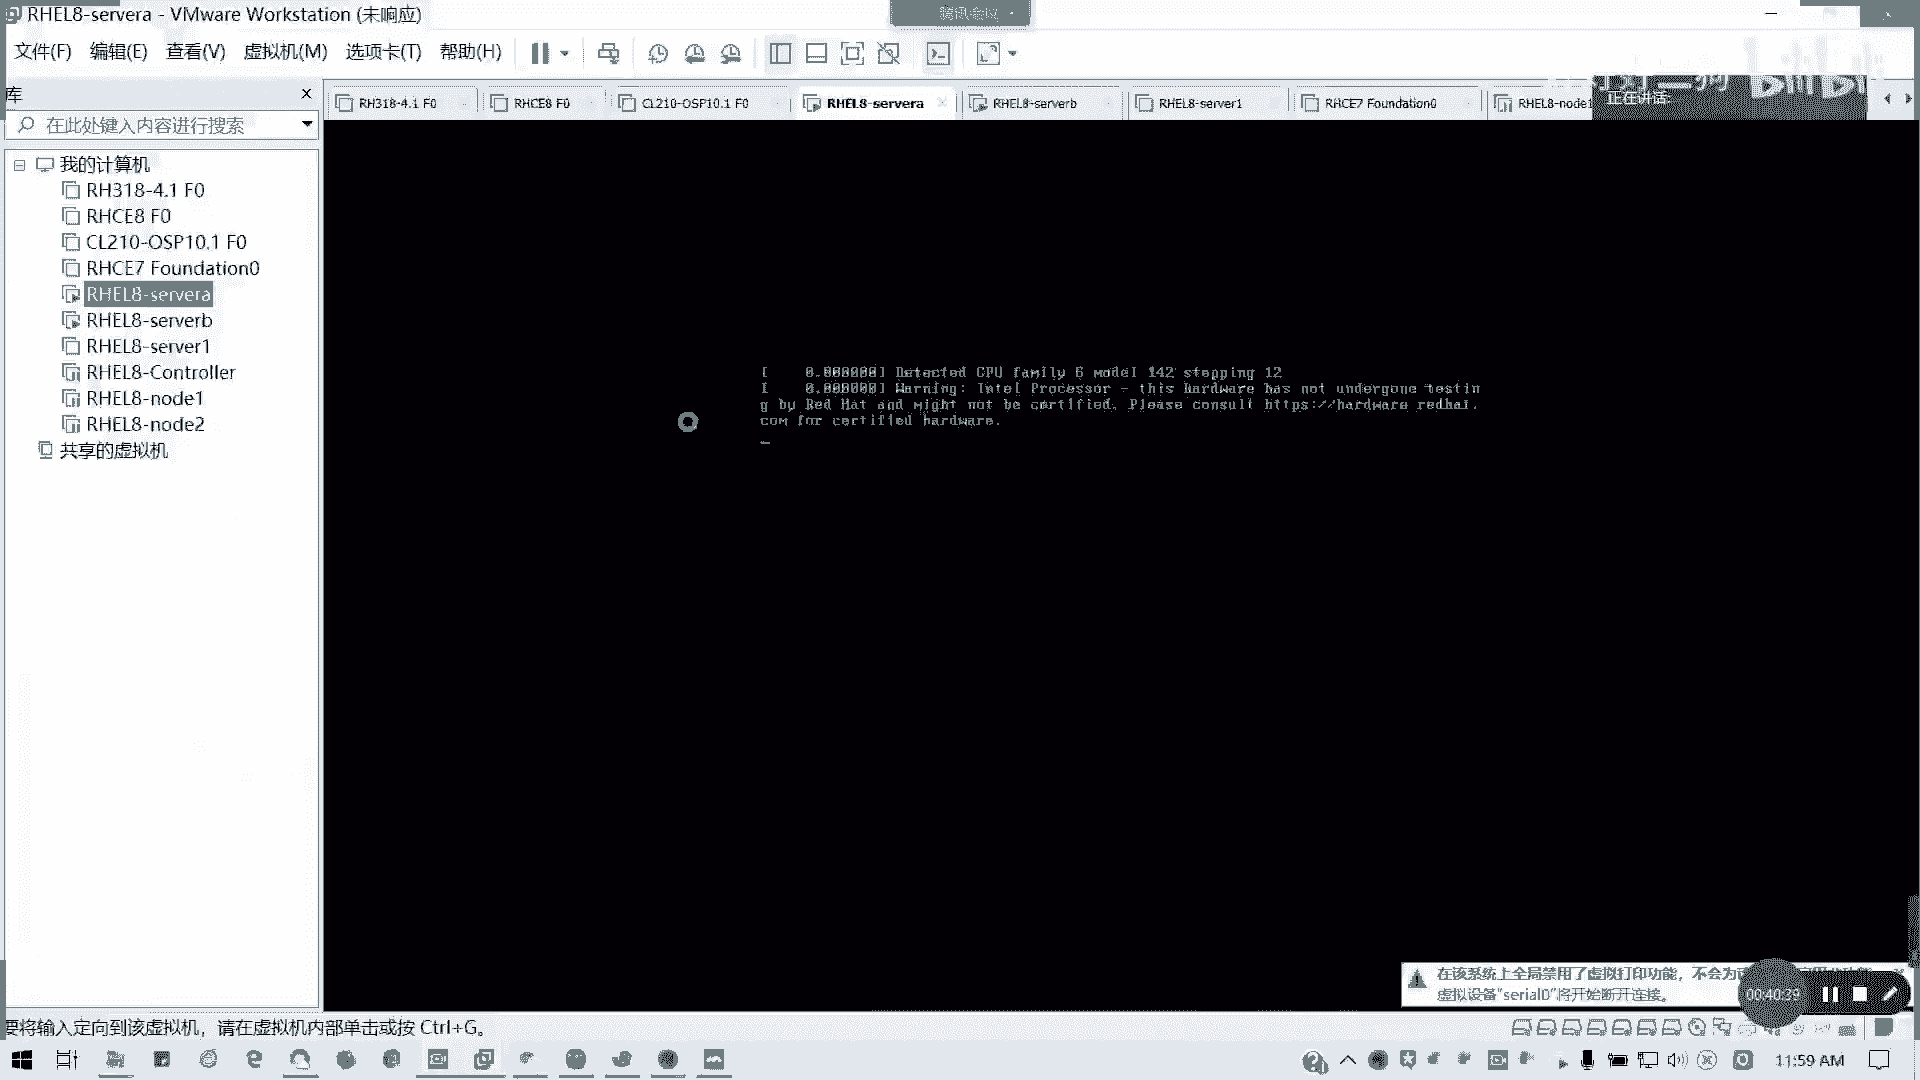 RHEL8-servera - VMware Workstation (未响应)
腾讯会议
文件(F) 编辑(E) 查看(V) 虚拟机(M) 选项卡(T) 帮助(H)
库
RH318-4.1 F0
RHCE8 F0
CL210-OSP10.1 F0
RHEL8-servera
RHEL8-serverb
RHEL8-server1
RHCE7 Foundation0
RHEL8-node1
正在讲话:
在此处键入内容进行搜索
我的计算机
RH318-4.1 F0
RHCE8 F0
CL210-OSP10.1 F0
RHCE7 Foundation0
RHEL8-servera
RHEL8-serverb
RHEL8-server1
RHEL8-Controller
RHEL8-node1
RHEL8-node2
共享的虚拟机
[    0.000000] Detected CPU family 6 model 142 stepping 12
[    0.000000] Warning: Intel Processor - this hardware has not undergone testin
g by Red Hat and might not be certified. Please consult https://hardware.redhat.
com for certified hardware.
在该系统上全局禁用了虚拟打印功能，不会为
虚拟设备"serial0"将开始断开连接。
00:40:29
要将输入定向到该虚拟机，请在虚拟机内部单击或按 Ctrl+G。
11:59 AM